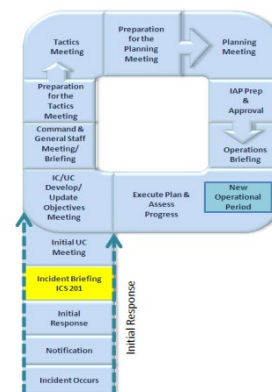 Tactics
Meeting
Preparation
for the
Planning
Meeting
Planning
Meeting
Preparation
for the
Tactics
Meeting
IAP Prep
&
Approval
Command &
General Staff
Meeting/
Briefing
Operations
Briefing
IC/UC
Develop/
Update
Objectives
Meeting
Execute Plan &
Assess
Progress
New
Operational
Period
Initial UC
Meeting
Incident Briefing
ICS 201
Initial
Response
Notification
Incident Occurs
Initial Response